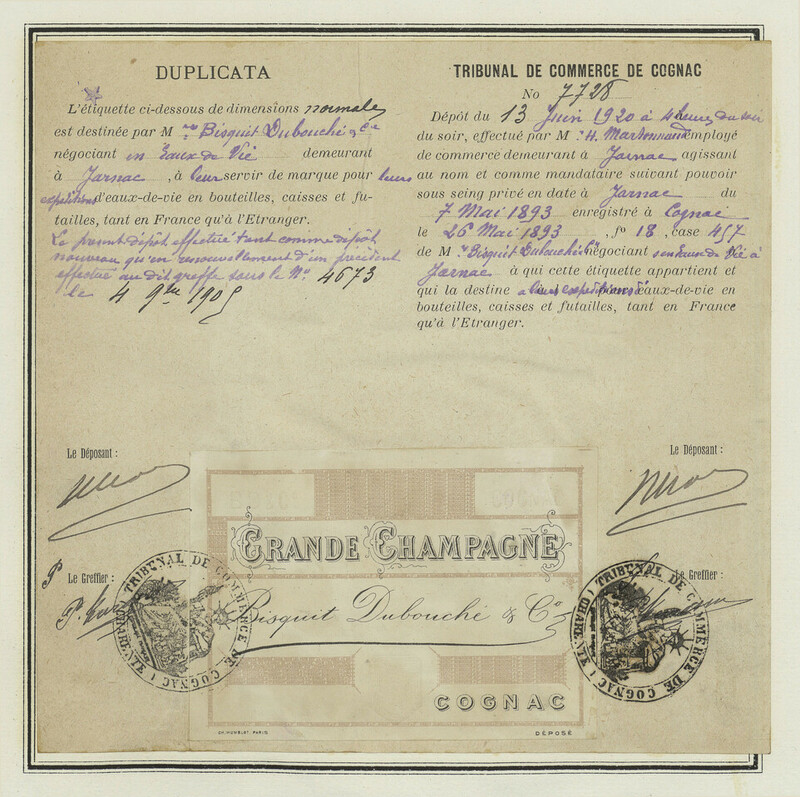 DUPLICATA
L'étiquette ci-dessous de dimensions normales
est destinée par M rs Bisquit Dubouché & Cie
négociant en Eaux de Vie demeurant
à Jarnac, à leur servir de marque pour leurs
expéditions d'eaux-de-vie en bouteilles, caisses et fu-
tailles, tant en France qu'à l'Etranger.
Le présent dépôt effectué tant comme dépôt
nouveau qu'en renouvellement d'un précédent
effectué au dit greffe sous le No. 4673
le 4 9bre 1905
TRIBUNAL DE COMMERCE DE COGNAC
No 7728
Dépôt du 13 Juin 1920 à 4 heures du soir
du soir, effectué par M. H. employé
de commerce demeurant à Jarnac agissant
au nom et comme mandataire suivant pouvoir
sous seing privé en date à Jarnac du
7 Mai 1893 enregistré à Cognac
le 26 Mai 1893, fo 18, case 457
de M rs Bisquit Dubouché & Cie négociant s en Eaux de Vie à
Jarnac à qui cette étiquette appartient et
qui la destine à leurs expéditions d'eaux-de-vie en
bouteilles, caisses et futailles, tant en France
qu'à l'Etranger.
Le Déposant :
Le Déposant :
P
Le Greffier :
Le Greffier :
TRIBUNAL DE COMMERCE DE COGNAC (CHARENTE)
TRIBUNAL DE COMMERCE DE COGNAC (CHARENTE)
COGNAC
GRANDE CHAMPAGNE
Bisquit Dubouché & Co
COGNAC
CH. HUMBLOT PARIS
DÉPOSÉ